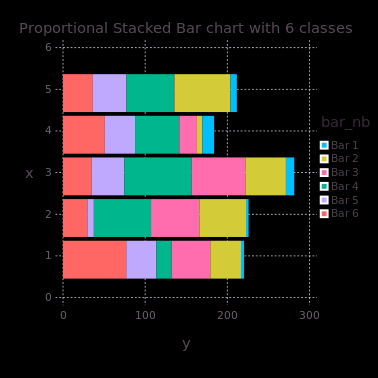 Proportional Stacked Bar chart with 6 classes
6
5
4
3
2
1
0
x
0 100 200 300
y
bar_nb
Bar 1
Bar 2
Bar 3
Bar 4
Bar 5
Bar 6